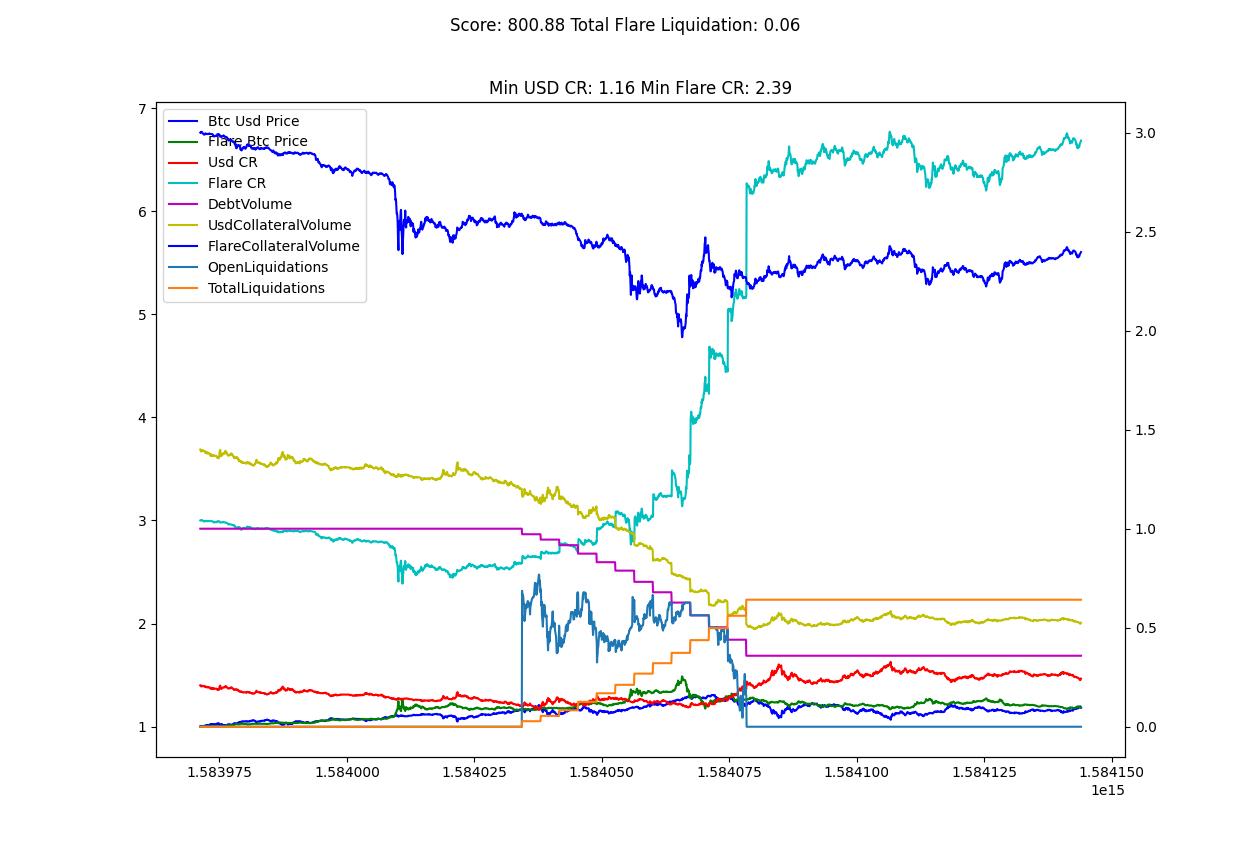 Score: 800.88 Total Flare Liquidation: 0.06
Min USD CR: 1.16 Min Flare CR: 2.39
Btc Usd Price
Flare Btc Price
Usd CR
Flare CR
DebtVolume
UsdCollateralVolume
FlareCollateralVolume
OpenLiquidations
TotalLiquidations
7
6
5
4
3
2
1
3.0
2.5
2.0
1.5
1.0
0.5
0.0
1.583975 1.584000 1.584025 1.584050 1.584075 1.584100 1.584125 1.584150
1e15